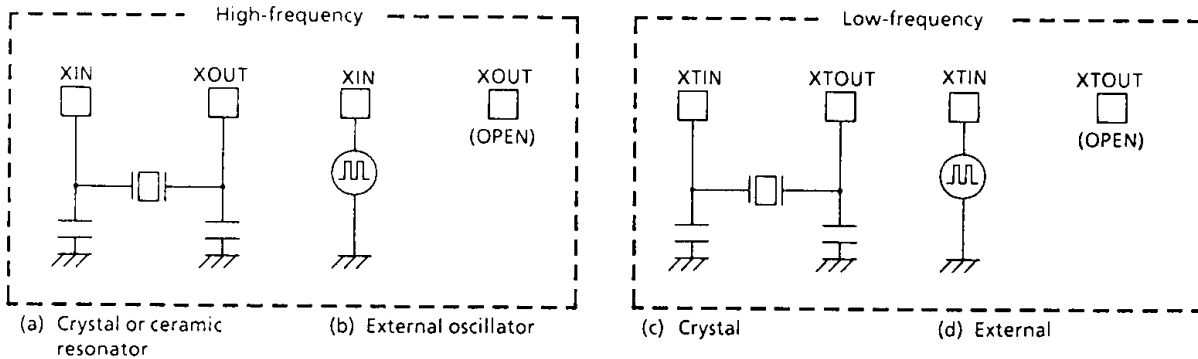 High-frequency
Low-frequency
XIN XOUT XIN XOUT
(OPEN)
XTIN XTOUT XTIN XTOUT
(OPEN)
(a) Crystal or ceramic
resonator
(b) External oscillator
(c) Crystal
(d) External